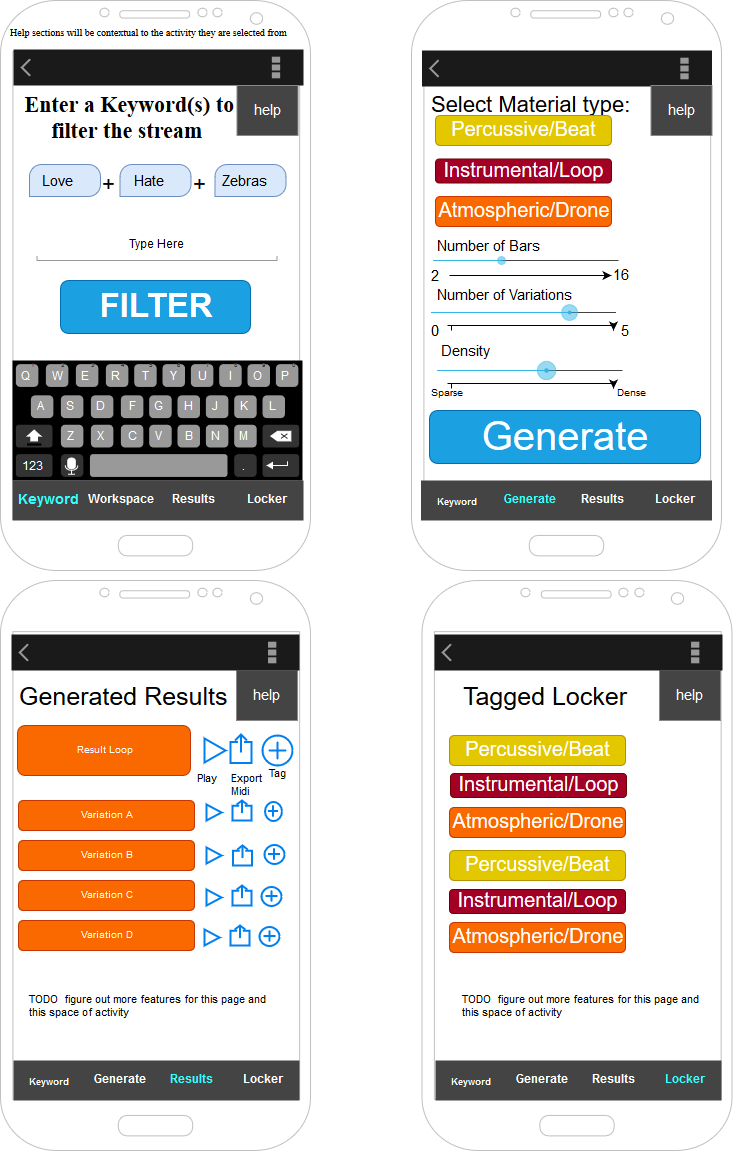 Help sections will be contextual to the activity they are selected from
Enter a Keyword(s) to
filter the stream
help
Love + Hate + Zebras
Type Here
FILTER
Q W E R T Y U I O P
A S D F G H J K L
Z X C V B N M
123 .
Keyword Workspace Results Locker
Select Material type:
help
Percussive/Beat
Instrumental/Loop
Atmospheric/Drone
Number of Bars
2 16
Number of Variations
0 5
Density
Sparse Dense
Generate
Keyword Generate Results Locker
Generated Results
help
Result Loop
Play Export Tag
Midi
Variation A
Variation B
Variation C
Variation D
TODO figure out more features for this page and
this space of activity
Keyword Generate Results Locker
Tagged Locker
help
Percussive/Beat
Instrumental/Loop
Atmospheric/Drone
Percussive/Beat
Instrumental/Loop
Atmospheric/Drone
TODO figure out more features for this page and
this space of activity
Keyword Generate Results Locker